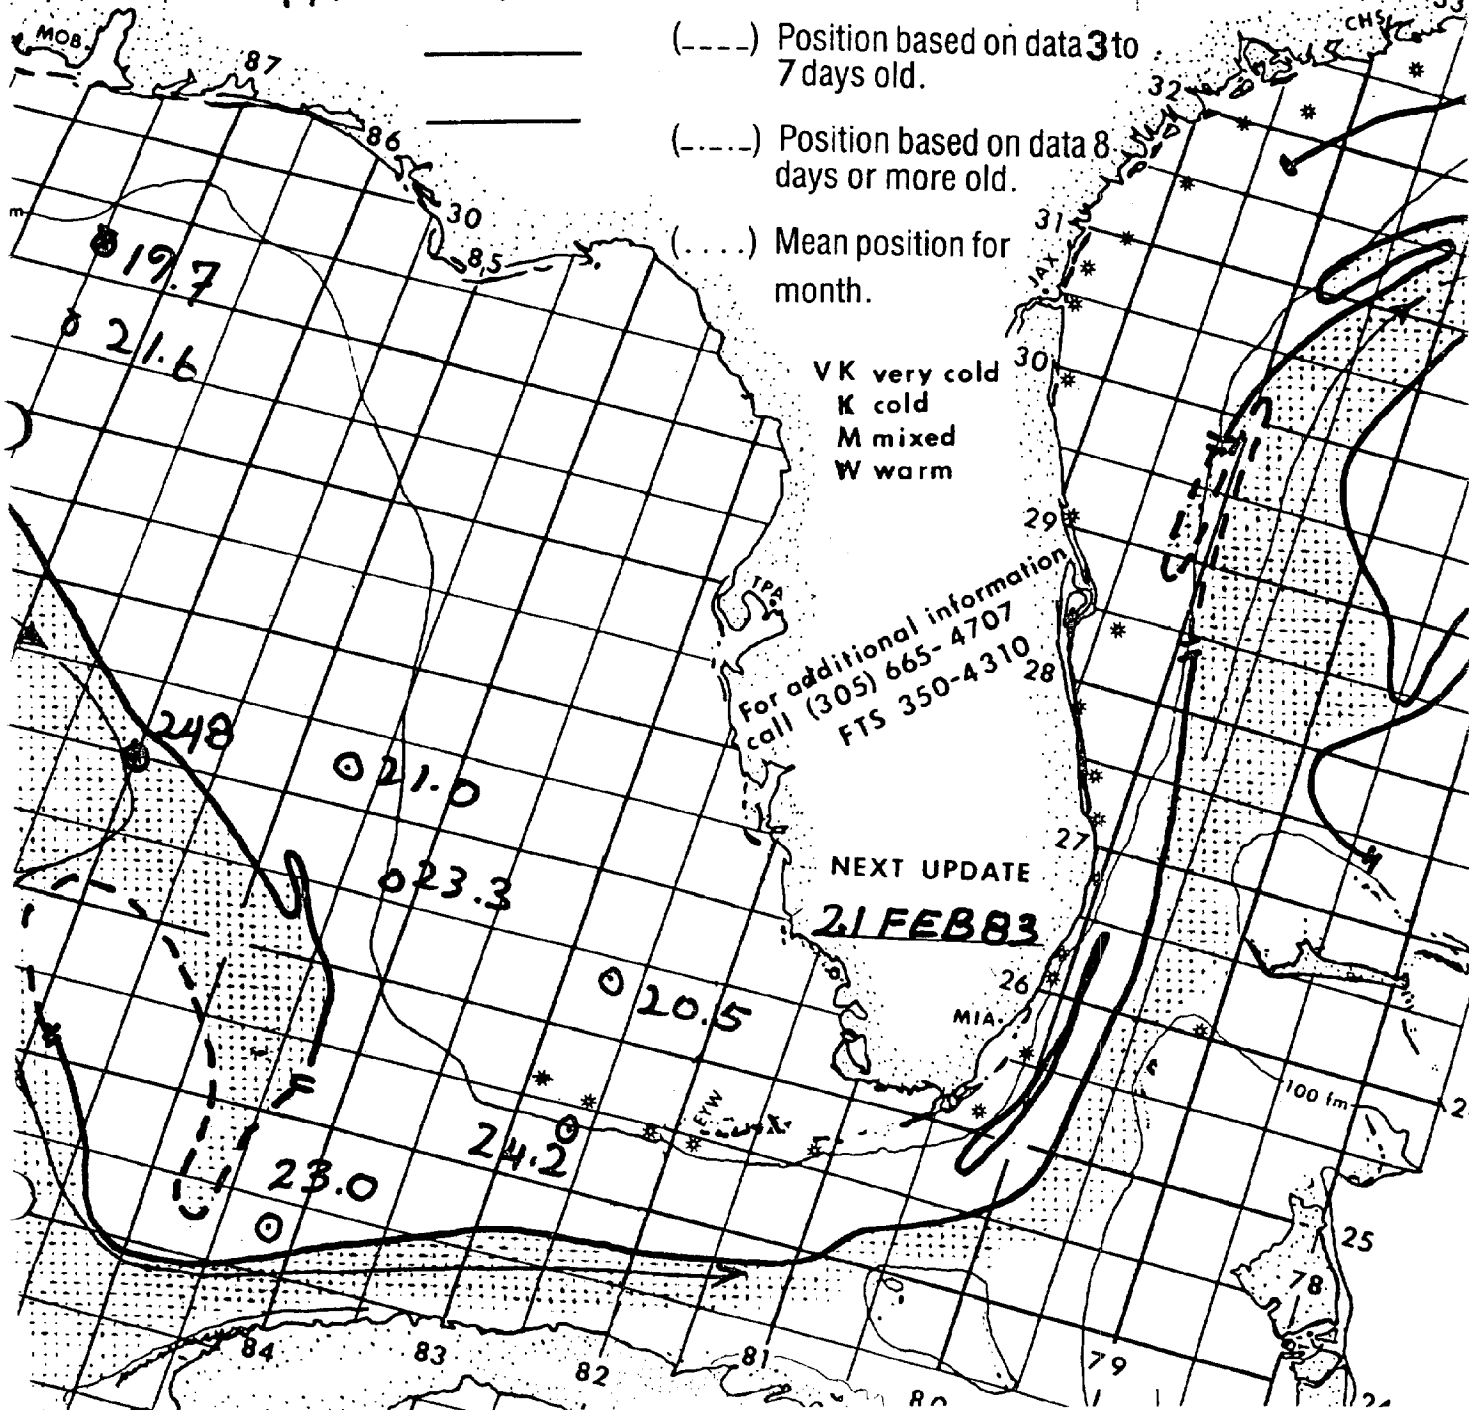 MOB.
87
(----) Position based on data 3 to
7 days old.
CHS
32
86
(-.-.-) Position based on data 8
days or more old.
30
31
(. . . .) Mean position for
month.
85
JAX
19.7
21.6
VK very cold
K cold
M mixed
W warm
30
29
TPA
For additional information
call (305) 665-4707
FTS 350-4310
28
248
21.0
27
NEXT UPDATE
21 FEB 83
23.3
26
20.5
MIA.
100 fm
EYW
24.2
23.0
25
78
84
83
82
81
79
80